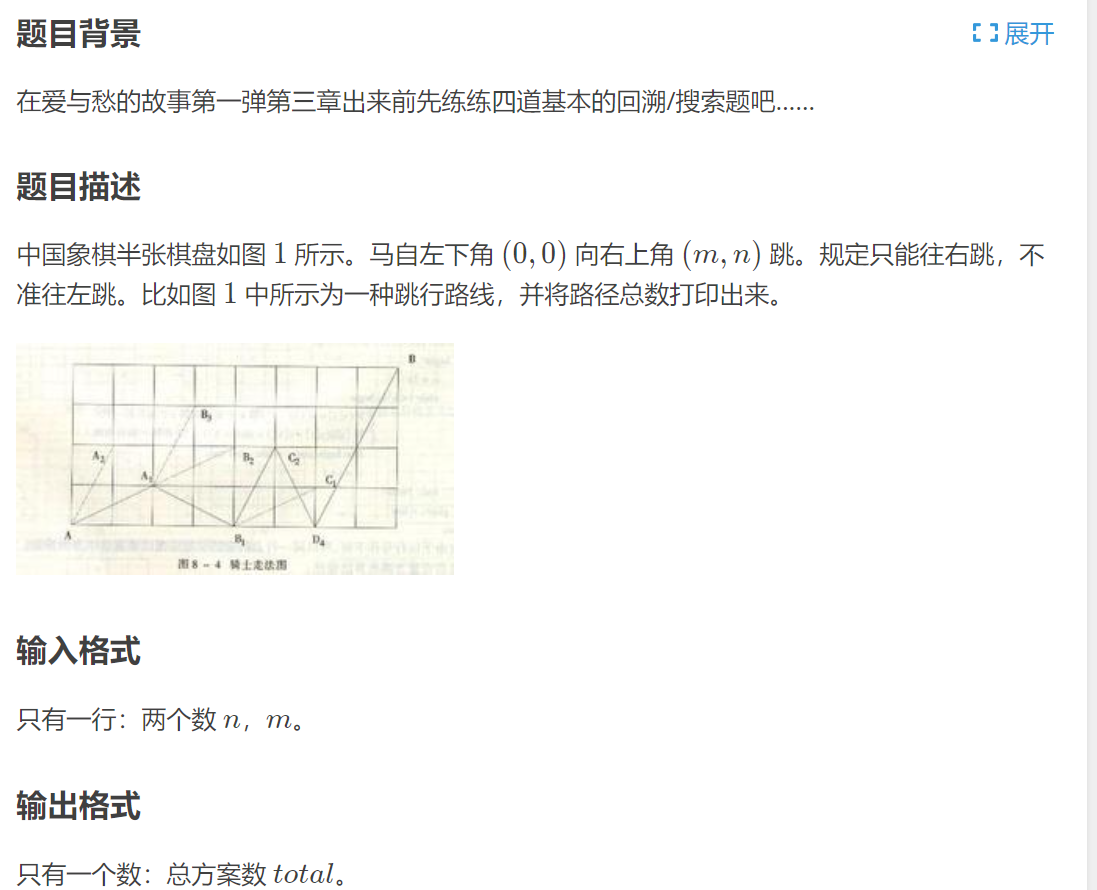 题目背景
展开
在爱与愁的故事第一弹第三章出来前先练练四道基本的回溯/搜索题吧......
题目描述
中国象棋半张棋盘如图 1 所示。马自左下角 (0, 0) 向右上角 (m, n) 跳。规定只能往右跳，不
准往左跳。比如图 1 中所示为一种跳行路线，并将路径总数打印出来。
B
B3
A2
B2
C2
A1
C1
A
B1
D4
图8-4 骑士走法图
输入格式
只有一行：两个数 n，m。
输出格式
只有一个数：总方案数 total。